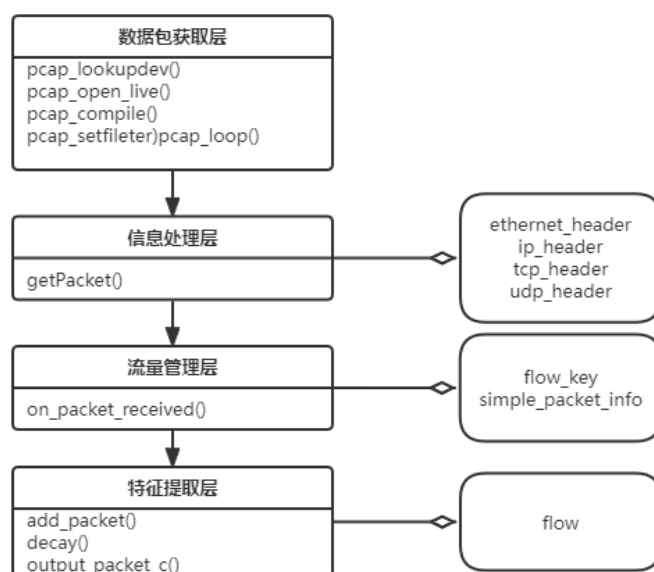 数据包获取层
pcap_lookupdev()
pcap_open_live()
pcap_compile()
pcap_setfileter)pcap_loop()
信息处理层
getPacket()
ethernet_header
ip_header
tcp_header
udp_header
流量管理层
on_packet_received()
flow_key
simple_packet_info
特征提取层
add_packet()
decay()
output_packet_c()
flow